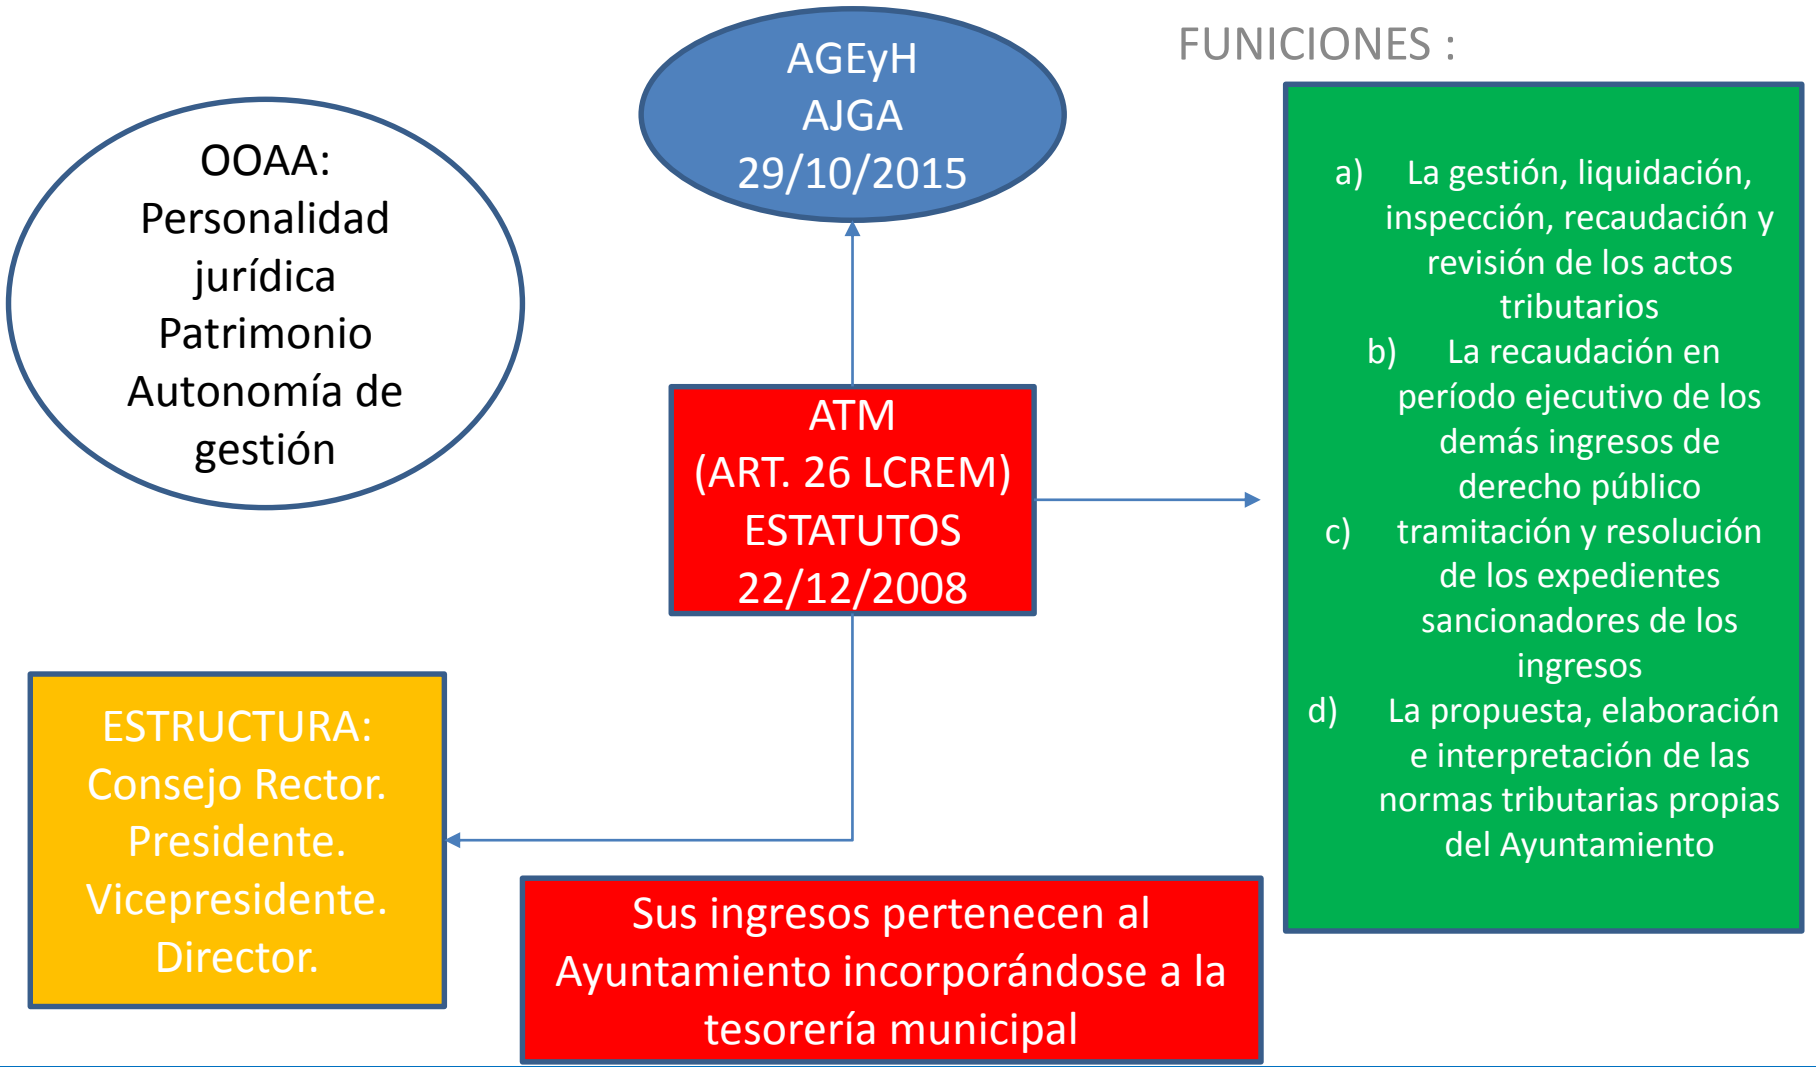 FUNICIONES :
AGEyH
AJGA
29/10/2015
OOAA:
Personalidad
jurídica
Patrimonio
Autonomía de
gestión
ATM
(ART. 26 LCREM)
ESTATUTOS
22/12/2008
a) La gestión, liquidación,
inspección, recaudación y
revisión de los actos
tributarios
b) La recaudación en
período ejecutivo de los
demás ingresos de
derecho público
c) tramitación y resolución
de los expedientes
sancionadores de los
ingresos
d) La propuesta, elaboración
e interpretación de las
normas tributarias propias
del Ayuntamiento
ESTRUCTURA:
Consejo Rector.
Presidente.
Vicepresidente.
Director.
Sus ingresos pertenecen al
Ayuntamiento incorporándose a la
tesorería municipal